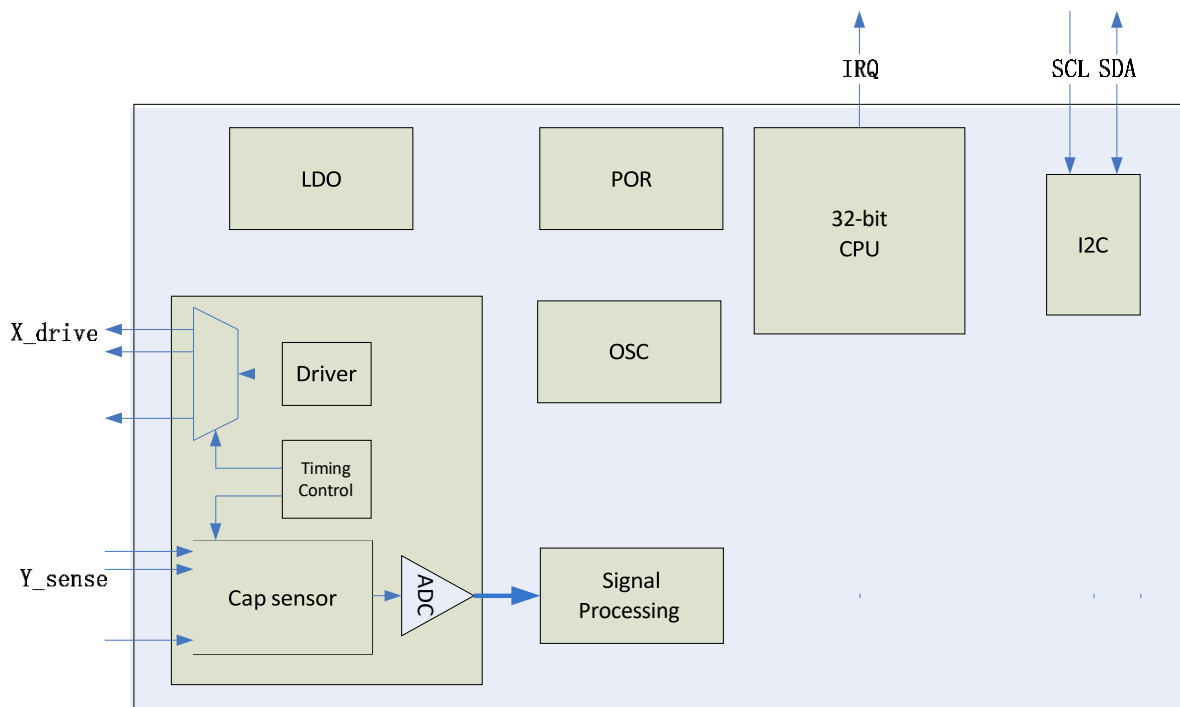 IRQ
SCL SDA
LDO
POR
32-bit
CPU
I2C
X_drive
Driver
OSC
Timing
Control
Y_sense
Cap sensor
ADC
Signal
Processing